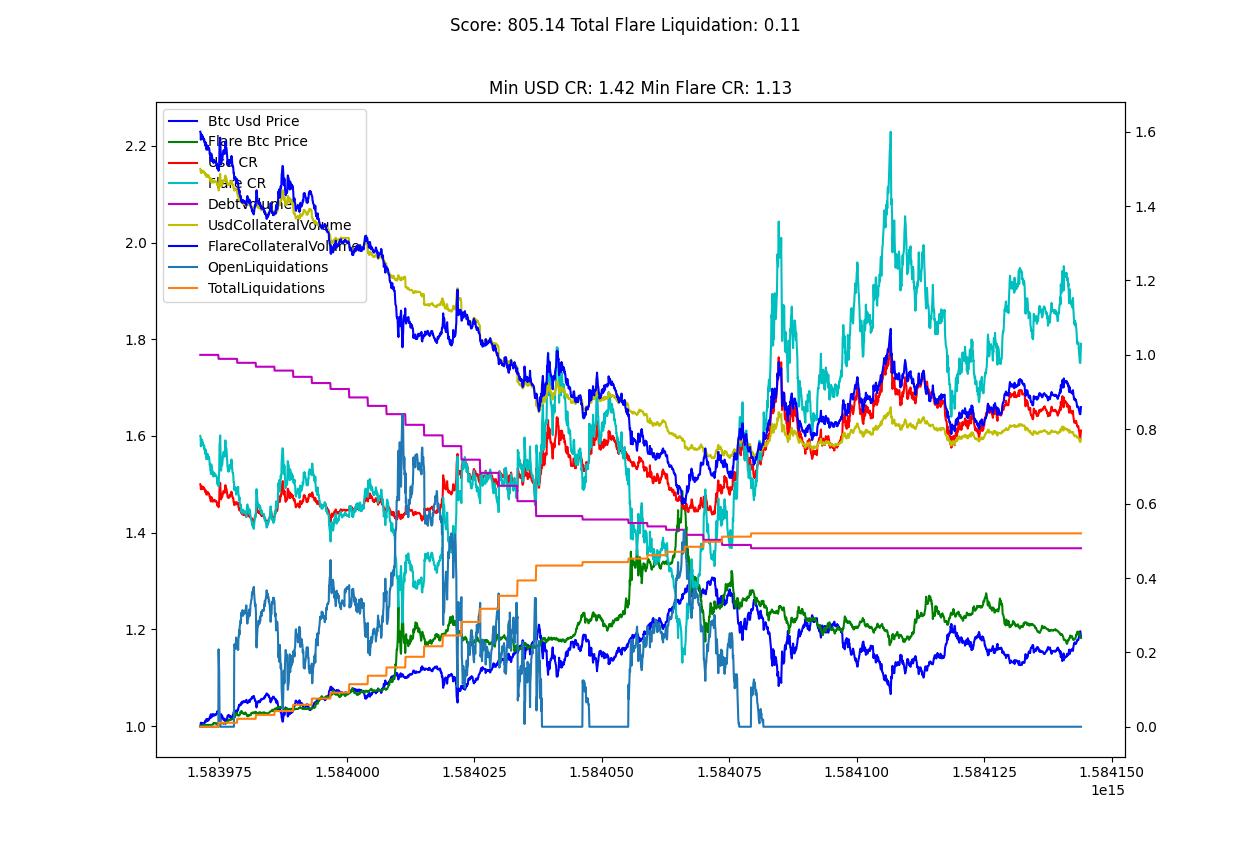 Score: 805.14 Total Flare Liquidation: 0.11
Min USD CR: 1.42 Min Flare CR: 1.13
Btc Usd Price
Flare Btc Price
Usd CR
Flare CR
DebtVolume
UsdCollateralVolume
FlareCollateralVolume
OpenLiquidations
TotalLiquidations
2.2
2.0
1.8
1.6
1.4
1.2
1.0
1.6
1.4
1.2
1.0
0.8
0.6
0.4
0.2
0.0
1.583975 1.584000 1.584025 1.584050 1.584075 1.584100 1.584125 1.584150
1e15